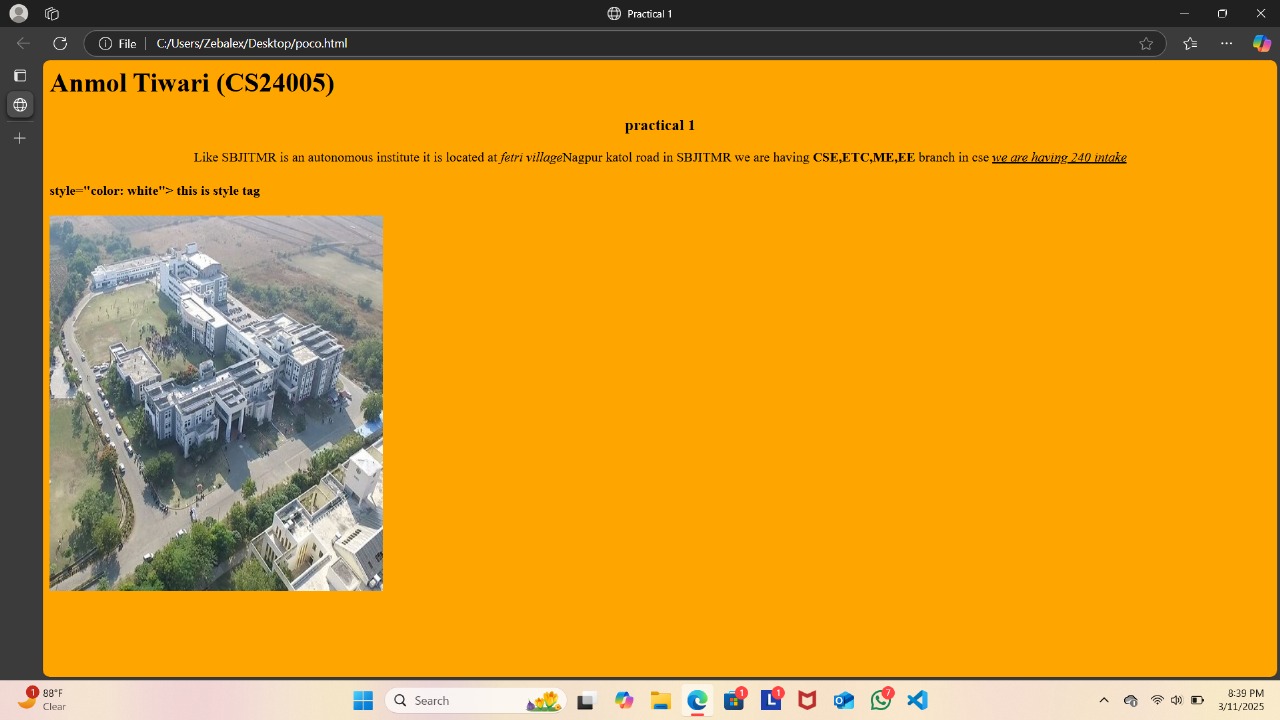 Practical 1
File
C:/Users/Zebalex/Desktop/poco.html
Anmol Tiwari (CS24005)
practical 1
Like SBJITMR is an autonomous institute it is located at fetri villageNagpur katol road in SBJITMR we are having CSE,ETC,ME,EE branch in cse we are having 240 intake
style="color: white"> this is style tag
1
88°F
Clear
Search
1
1
7
8:39 PM
3/11/2025